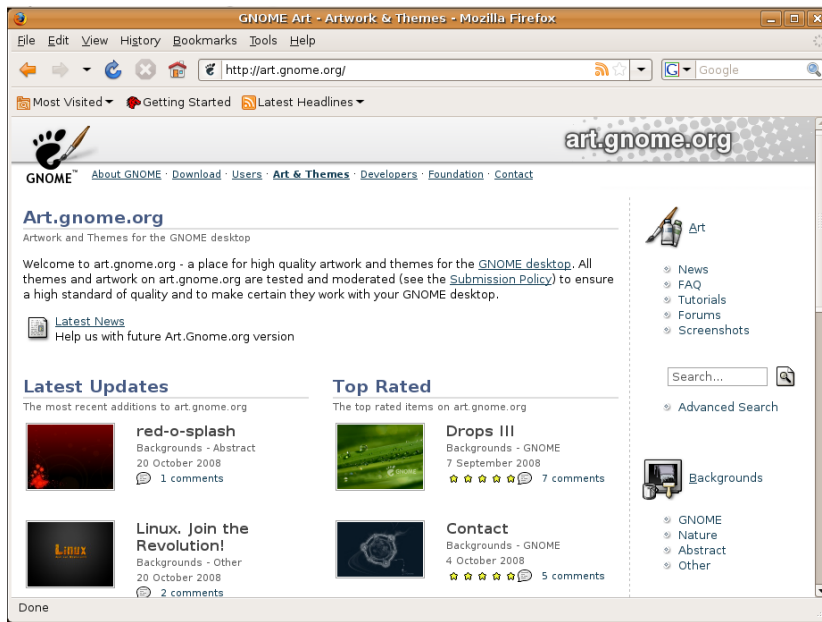 GNOME Art - Artwork & Themes - Mozilla Firefox
File Edit View History Bookmarks Tools Help
http://art.gnome.org/
G Google
Most Visited Getting Started Latest Headlines
art.gnome.org
GNOME™ About GNOME · Download · Users · Art & Themes · Developers · Foundation · Contact
Art.gnome.org
Artwork and Themes for the GNOME desktop
Welcome to art.gnome.org - a place for high quality artwork and themes for the GNOME desktop. All
themes and artwork on art.gnome.org are tested and moderated (see the Submission Policy) to ensure
a high standard of quality and to make certain they work with your GNOME desktop.
Latest News
Help us with future Art.Gnome.org version
Latest Updates
The most recent additions to art.gnome.org
red-o-splash
Backgrounds - Abstract
20 October 2008
1 comments
Linux
Linux. Join the
Revolution!
Backgrounds - Other
20 October 2008
2 comments
Top Rated
The top rated items on art.gnome.org
Drops III
Backgrounds - GNOME
7 September 2008
7 comments
Contact
Backgrounds - GNOME
4 October 2008
5 comments
Art
News
FAQ
Tutorials
Forums
Screenshots
Search...
Advanced Search
Backgrounds
GNOME
Nature
Abstract
Other
Done